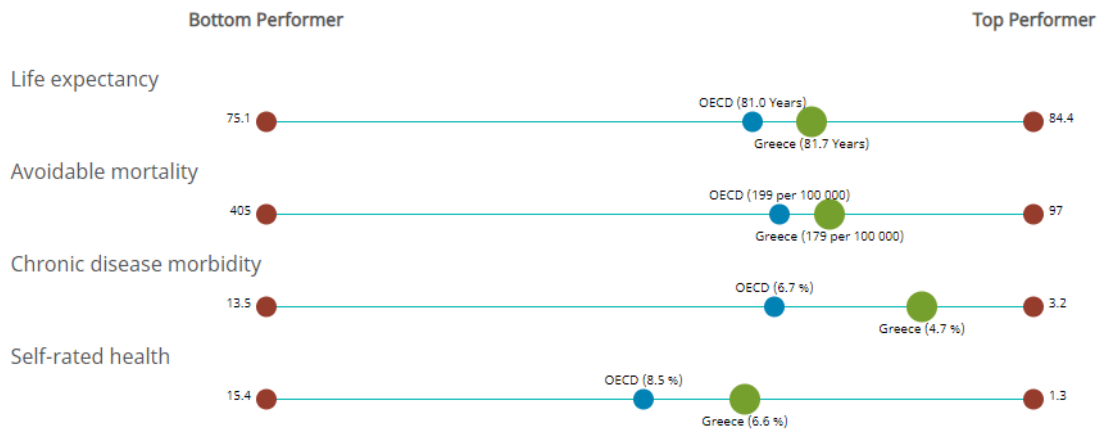 Bottom Performer Top Performer
Life expectancy
OECD (81.0 Years)
75.1 84.4
Greece (81.7 Years)
Avoidable mortality
OECD (199 per 100 000)
405 97
Greece (179 per 100 000)
Chronic disease morbidity
OECD (6.7 %)
13.5 3.2
Greece (4.7 %)
Self-rated health
OECD (8.5 %)
15.4 1.3
Greece (6.6 %)